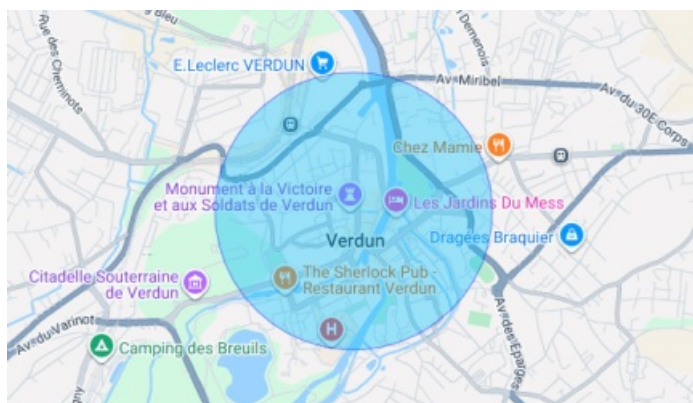 Bleu
Rue des Cheminots
E.Leclerc VERDUN
Av. Miribel
Av. du 30E Corps
Chez Mamie
Monument à la Victoire
et aux Soldats de Verdun
Les Jardins Du Mess
Verdun
Dragées Braquier
Citadelle Souterraine
de Verdun
The Sherlock Pub -
Restaurant Verdun
H
Av. du Varinot
Camping des Breuils
Av. des Éparges